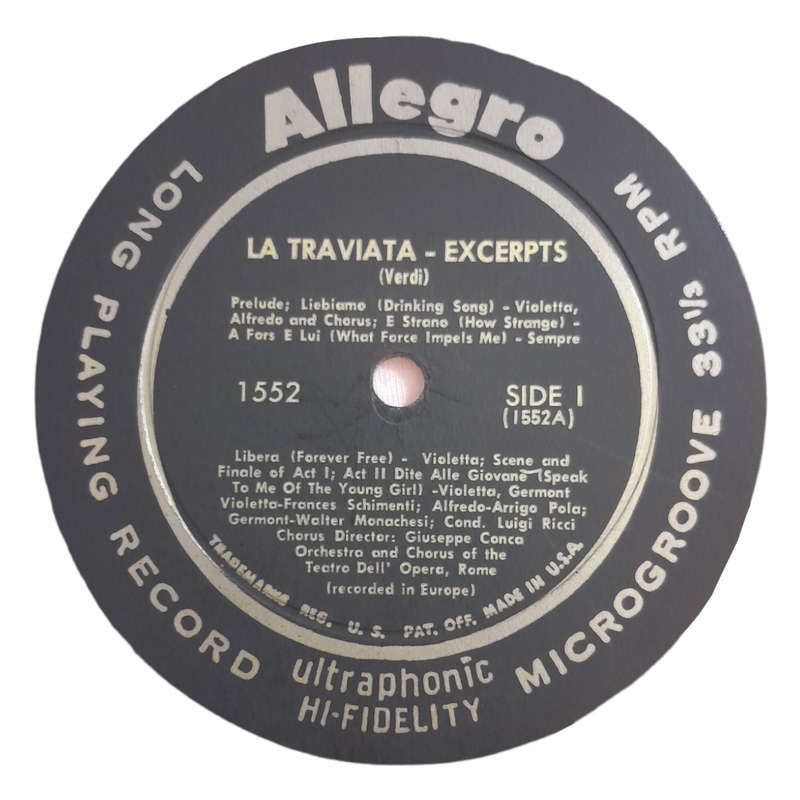 Allegro
LA TRAVIATA - EXCERPTS
(Verdi)
Prelude; Liebiamo (Drinking Song) - Violetta,
Alfredo and Chorus; E Strano (How Strange) -
A Fors E Lui (What Force Impels Me) - Sempre
1552
SIDE I
(1552A)
Libera (Forever Free) - Violetta; Scene and
Finale of Act I; Act II Dite Alle Giovane (Speak
To Me Of The Young Girl) -Violetta, Germont
Violetta-Frances Schimenti; Alfredo-Arrigo Pola;
Germont-Walter Monachesi; Cond. Luigi Ricci
Chorus Director: Giuseppe Conca
Orchestra and Chorus of the
Teatro Dell' Opera, Rome
(recorded in Europe)
TRADEMARKS REG. U. S. PAT. OFF. MADE IN U.S.A.
LONG PLAYING RECORD
ultraphonic
HI-FIDELITY
MICROGROOVE 33 1/3 RPM